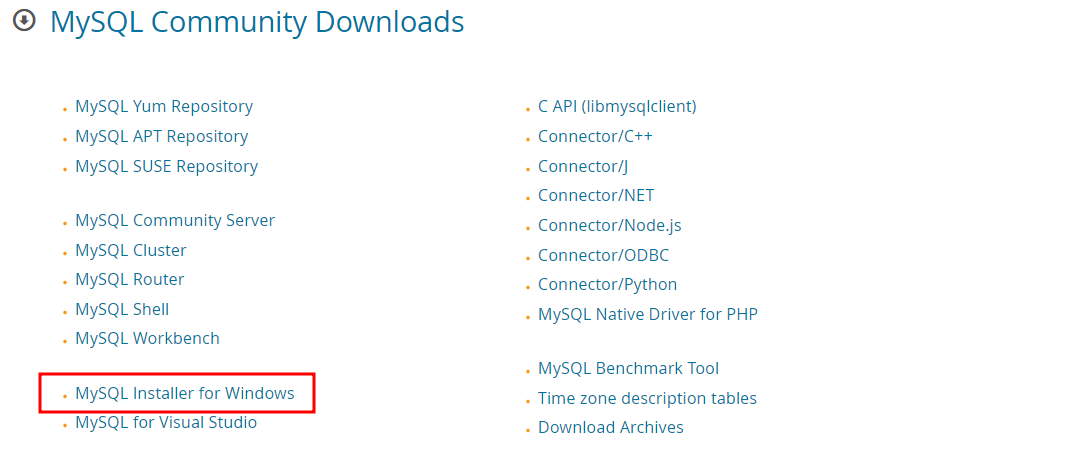 MySQL Community Downloads
MySQL Yum Repository
MySQL APT Repository
MySQL SUSE Repository
MySQL Community Server
MySQL Cluster
MySQL Router
MySQL Shell
MySQL Workbench
MySQL Installer for Windows
MySQL for Visual Studio
C API (libmysqlclient)
Connector/C++
Connector/J
Connector/NET
Connector/Node.js
Connector/ODBC
Connector/Python
MySQL Native Driver for PHP
MySQL Benchmark Tool
Time zone description tables
Download Archives